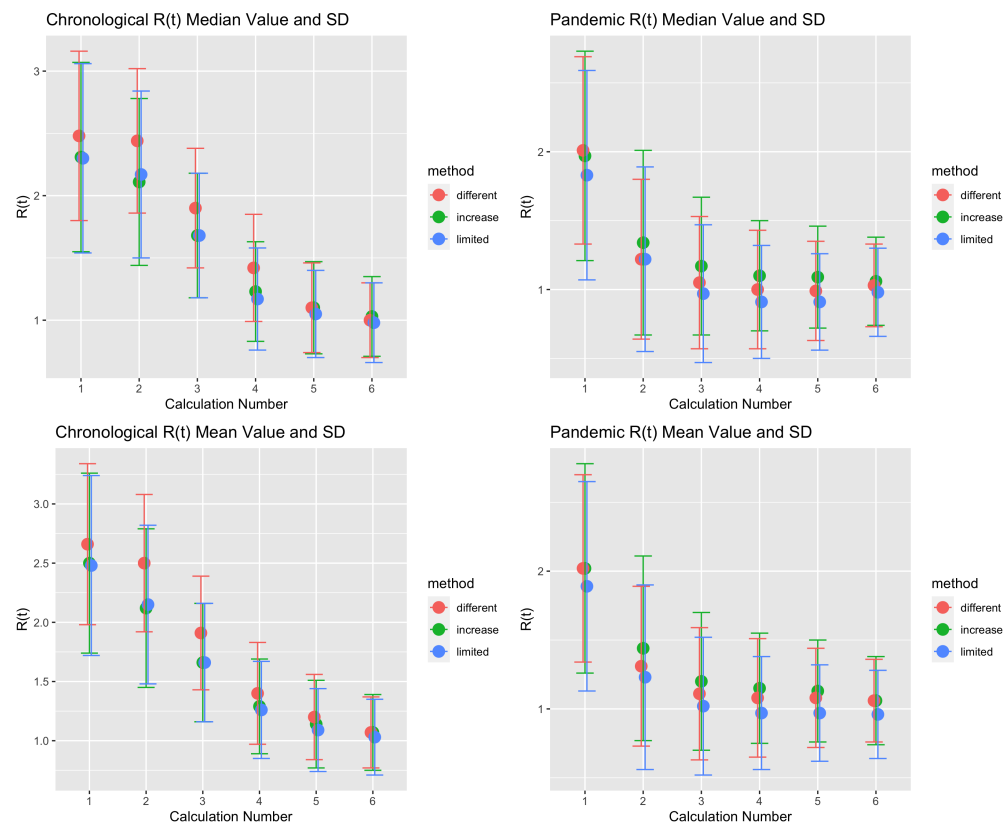 Chronological R(t) Median Value and SD
R(t)
3
2
1
1 2 3 4 5 6
Calculation Number
method
different
increase
limited
Pandemic R(t) Median Value and SD
R(t)
2
1
1 2 3 4 5 6
Calculation Number
method
different
increase
limited
Chronological R(t) Mean Value and SD
R(t)
3.0
2.5
2.0
1.5
1.0
1 2 3 4 5 6
Calculation Number
method
different
increase
limited
Pandemic R(t) Mean Value and SD
R(t)
2
1
1 2 3 4 5 6
Calculation Number
method
different
increase
limited